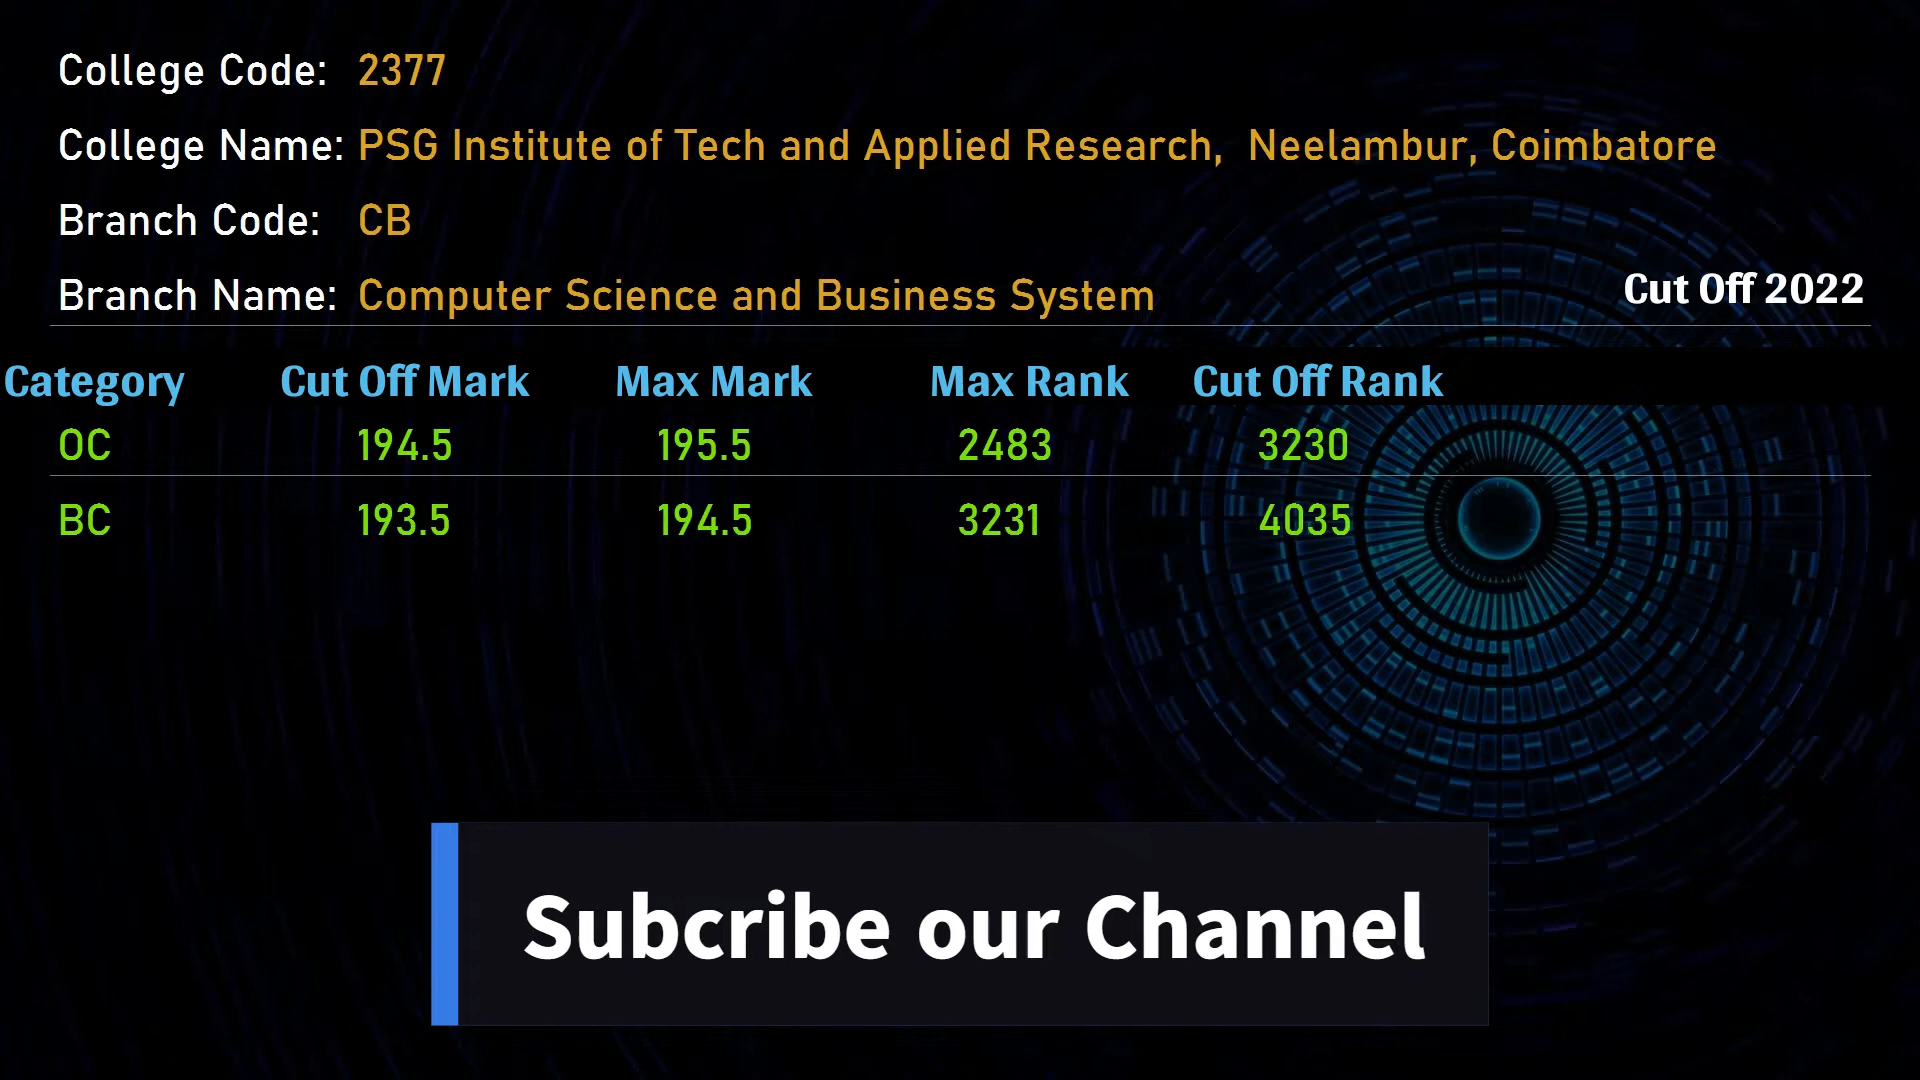 College Code: 2377
College Name: PSG Institute of Tech and Applied Research, Neelambur, Coimbatore
Branch Code: CB
Branch Name: Computer Science and Business System
Cut Off 2022
Category Cut Off Mark Max Mark Max Rank Cut Off Rank
OC 194.5 195.5 2483 3230
BC 193.5 194.5 3231 4035
Subcribe our Channel